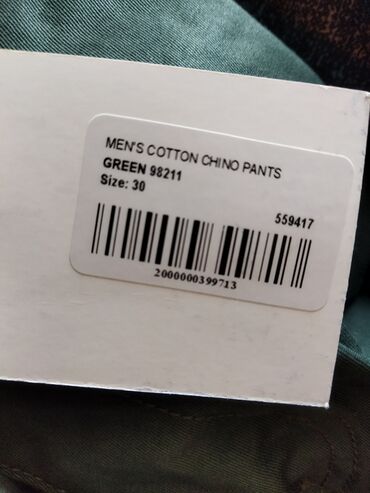 MEN'S COTTON CHINO PANTS
GREEN 98211
Size: 30
559417
2000000399713